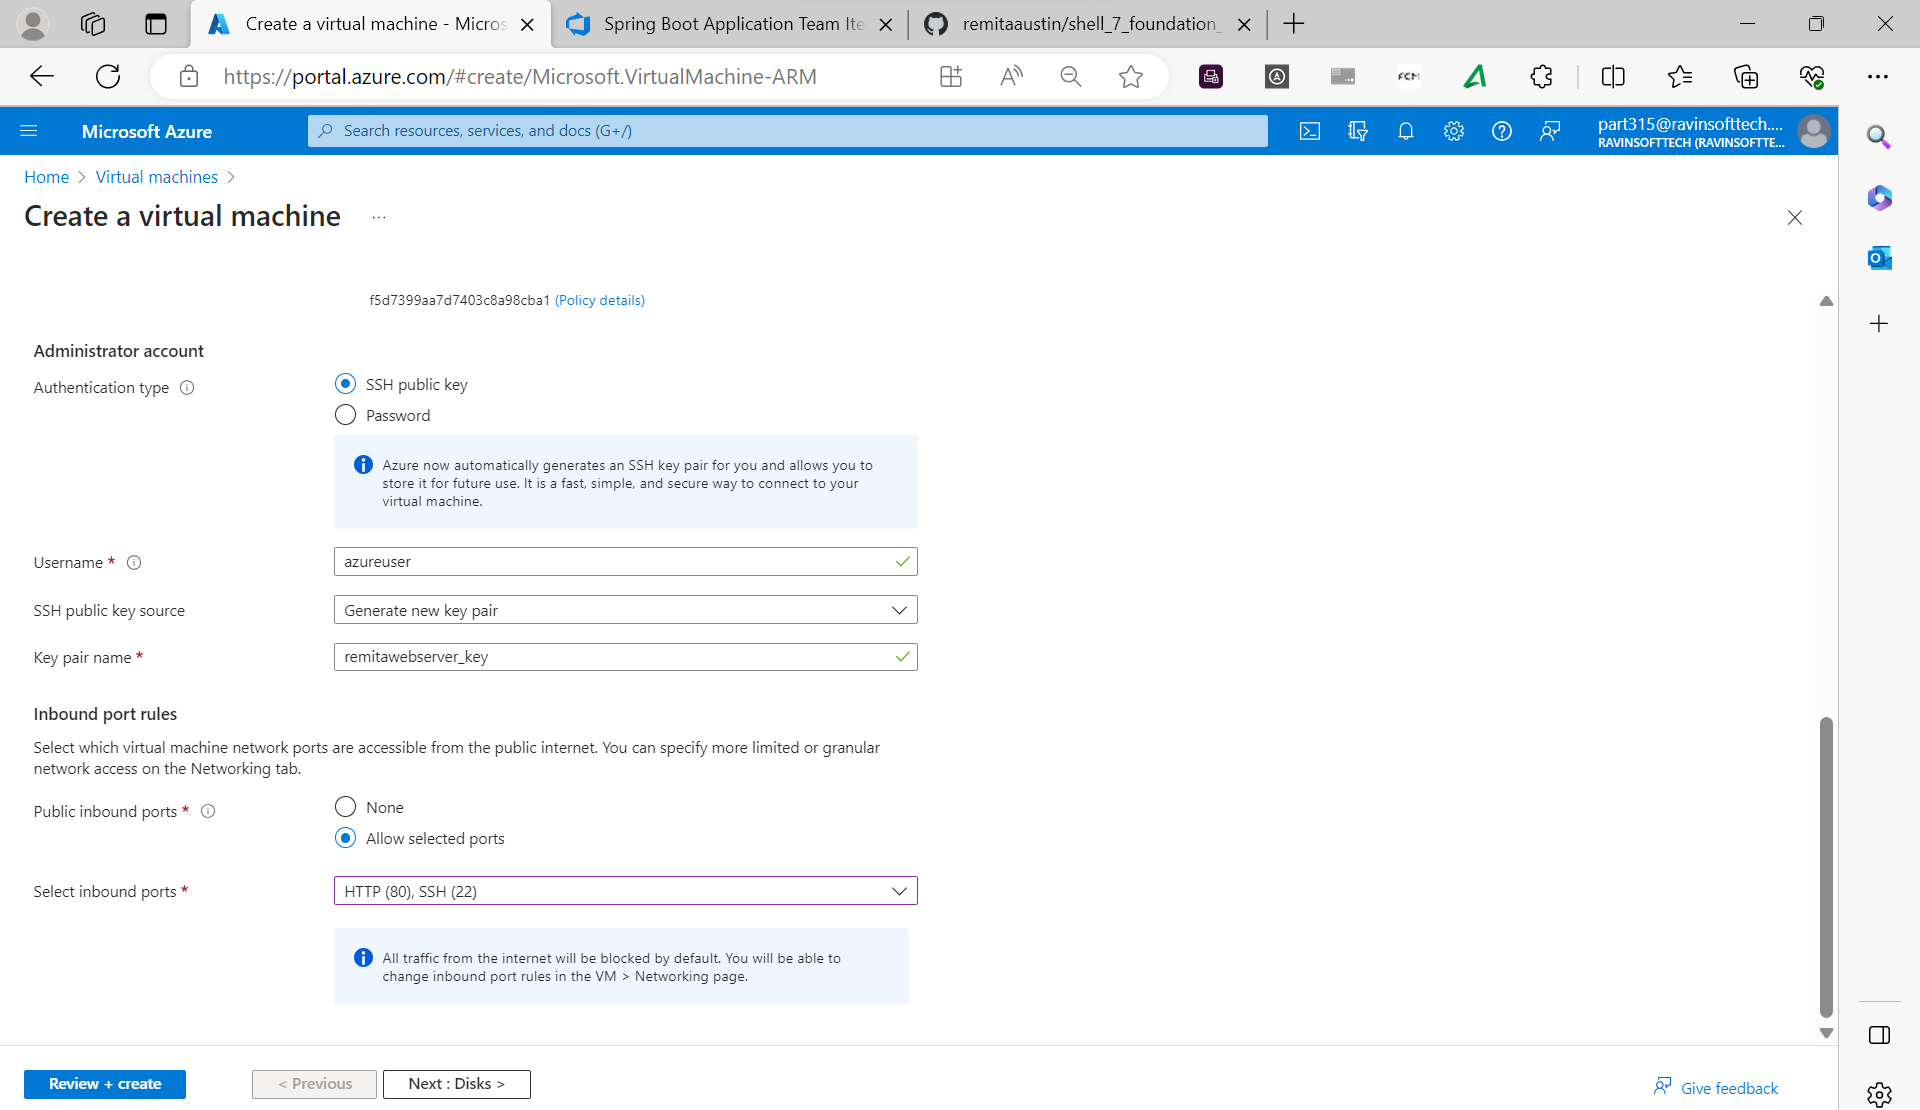 Create a virtual machine - Micros
Spring Boot Application Team Ite
remitaaustin/shell_7_foundation_
https://portal.azure.com/#create/Microsoft.VirtualMachine-ARM
FCM
Microsoft Azure
Search resources, services, and docs (G+/)
part315@ravinsofttech....
RAVINSOFTTECH (RAVINSOFTTE...
Home > Virtual machines >
Create a virtual machine ...
f5d7399aa7d7403c8a98cba1 (Policy details)
Administrator account
Authentication type
SSH public key
Password
Azure now automatically generates an SSH key pair for you and allows you to
store it for future use. It is a fast, simple, and secure way to connect to your
virtual machine.
Username *
azureuser
SSH public key source
Generate new key pair
Key pair name *
remitawebserver_key
Inbound port rules
Select which virtual machine network ports are accessible from the public internet. You can specify more limited or granular
network access on the Networking tab.
Public inbound ports *
None
Allow selected ports
Select inbound ports *
HTTP (80), SSH (22)
All traffic from the internet will be blocked by default. You will be able to
change inbound port rules in the VM > Networking page.
Review + create
< Previous
Next : Disks >
Give feedback